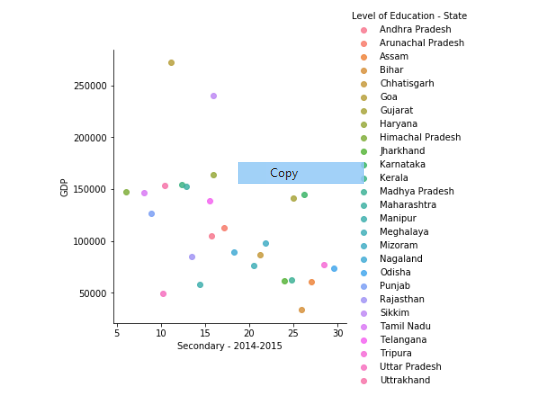 Level of Education - State
Andhra Pradesh
Arunachal Pradesh
Assam
Bihar
Chhatisgarh
Goa
Gujarat
Haryana
Himachal Pradesh
Jharkhand
Karnataka
Kerala
Madhya Pradesh
Maharashtra
Manipur
Meghalaya
Mizoram
Nagaland
Odisha
Punjab
Rajasthan
Sikkim
Tamil Nadu
Telangana
Tripura
Uttar Pradesh
Uttrakhand
Copy
GDP
250000
200000
150000
100000
50000
5 10 15 20 25 30
Secondary - 2014-2015